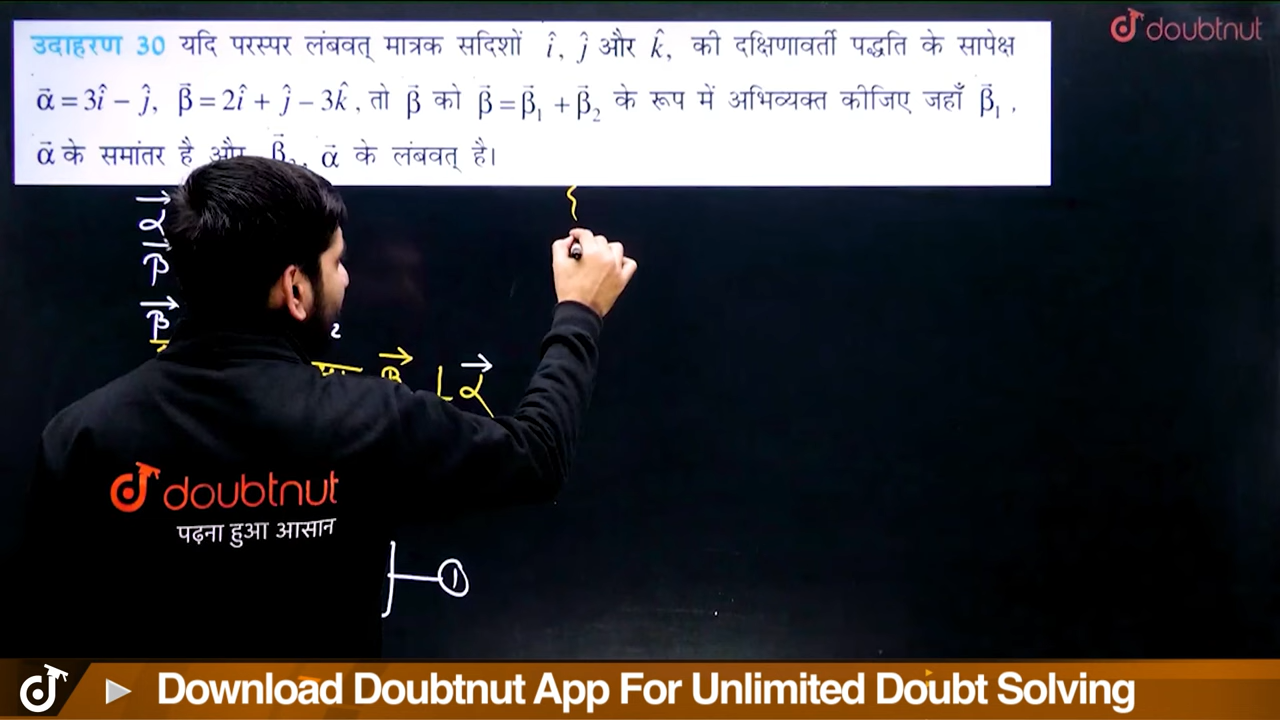 उदाहरण 30 यदि परस्पर लंबवत् मात्रक सदिशों î, ĵ और k̂, की दक्षिणावर्ती पद्धति के सापेक्ष
α⃗ = 3î − ĵ, β⃗ = 2î + ĵ − 3k̂, तो β⃗ को β⃗ = β⃗₁ + β⃗₂ के रूप में अभिव्यक्त कीजिए जहाँ β⃗₁,
α⃗ के समांतर है और β⃗₂, α⃗ के लंबवत् है।
doubtnut
α⃗
β⃗
β⃗
2
β⃗ ⊥ α⃗
①
doubtnut
पढ़ना हुआ आसान
Download Doubtnut App For Unlimited Doubt Solving